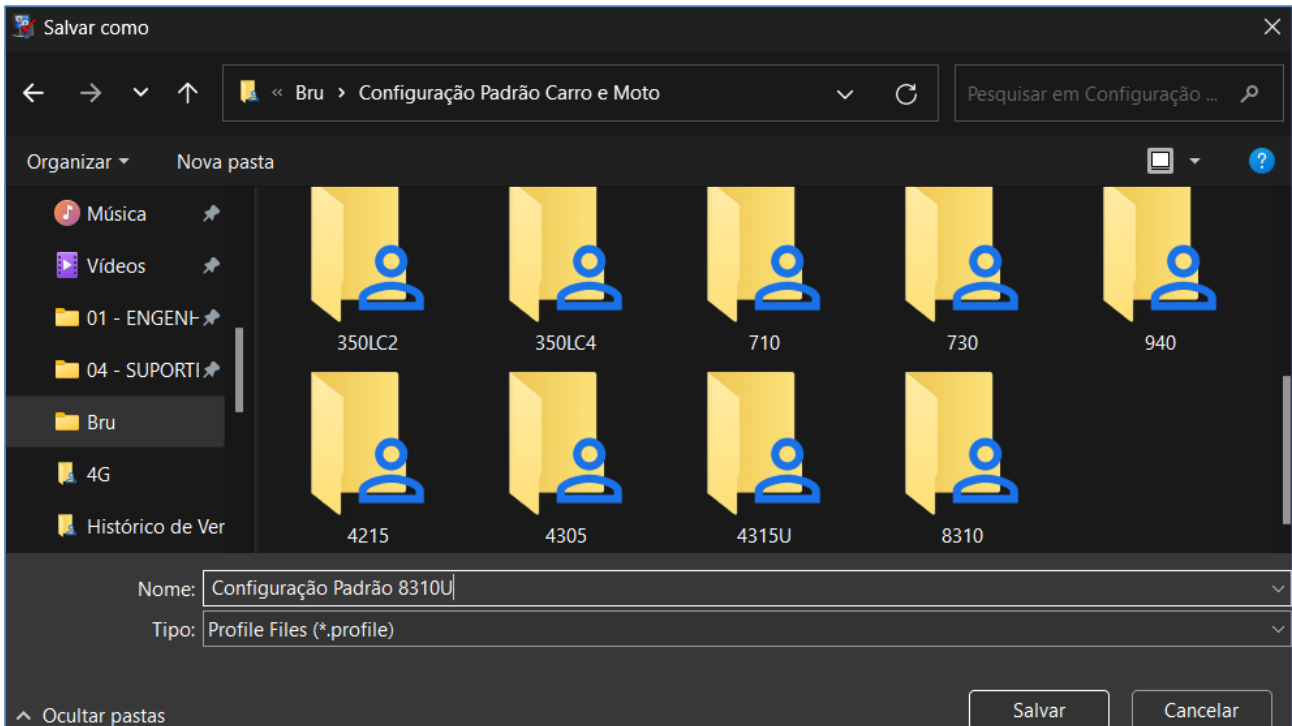 Salvar como
« Bru > Configuração Padrão Carro e Moto
Pesquisar em Configuração ...
Organizar
Nova pasta
Música
Vídeos
01 - ENGENH
04 - SUPORTI
Bru
4G
Histórico de Ver
350LC2
350LC4
710
730
940
4215
4305
4315U
8310
Nome: Configuração Padrão 8310U
Tipo: Profile Files (*.profile)
Ocultar pastas
Salvar
Cancelar